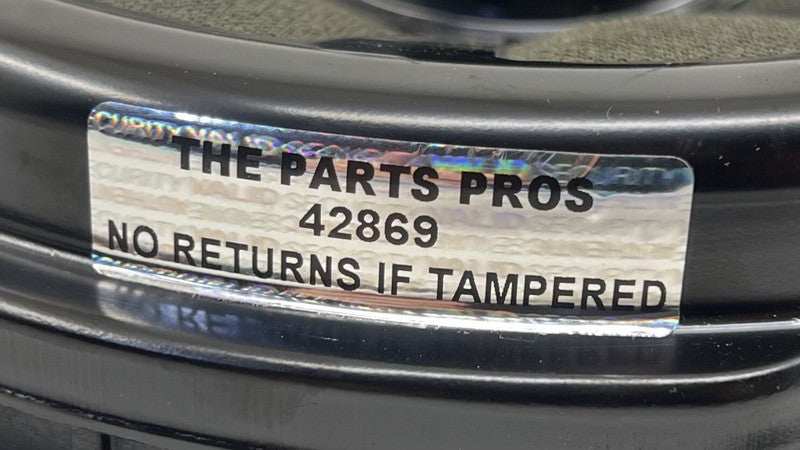 THE PARTS PROS
42869
NO RETURNS IF TAMPERED